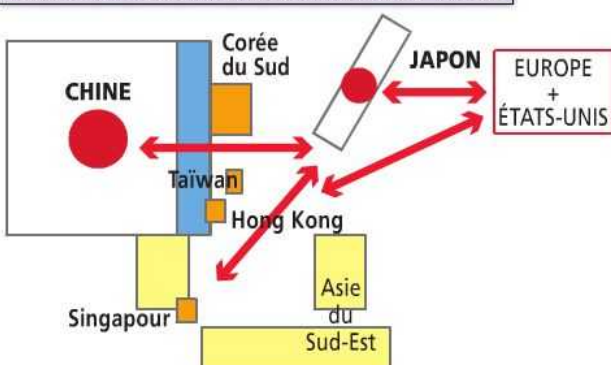 Corée
du Sud
JAPON
EUROPE
+
ÉTATS-UNIS
CHINE
Taïwan
Hong Kong
Singapour
Asie
du
Sud-Est